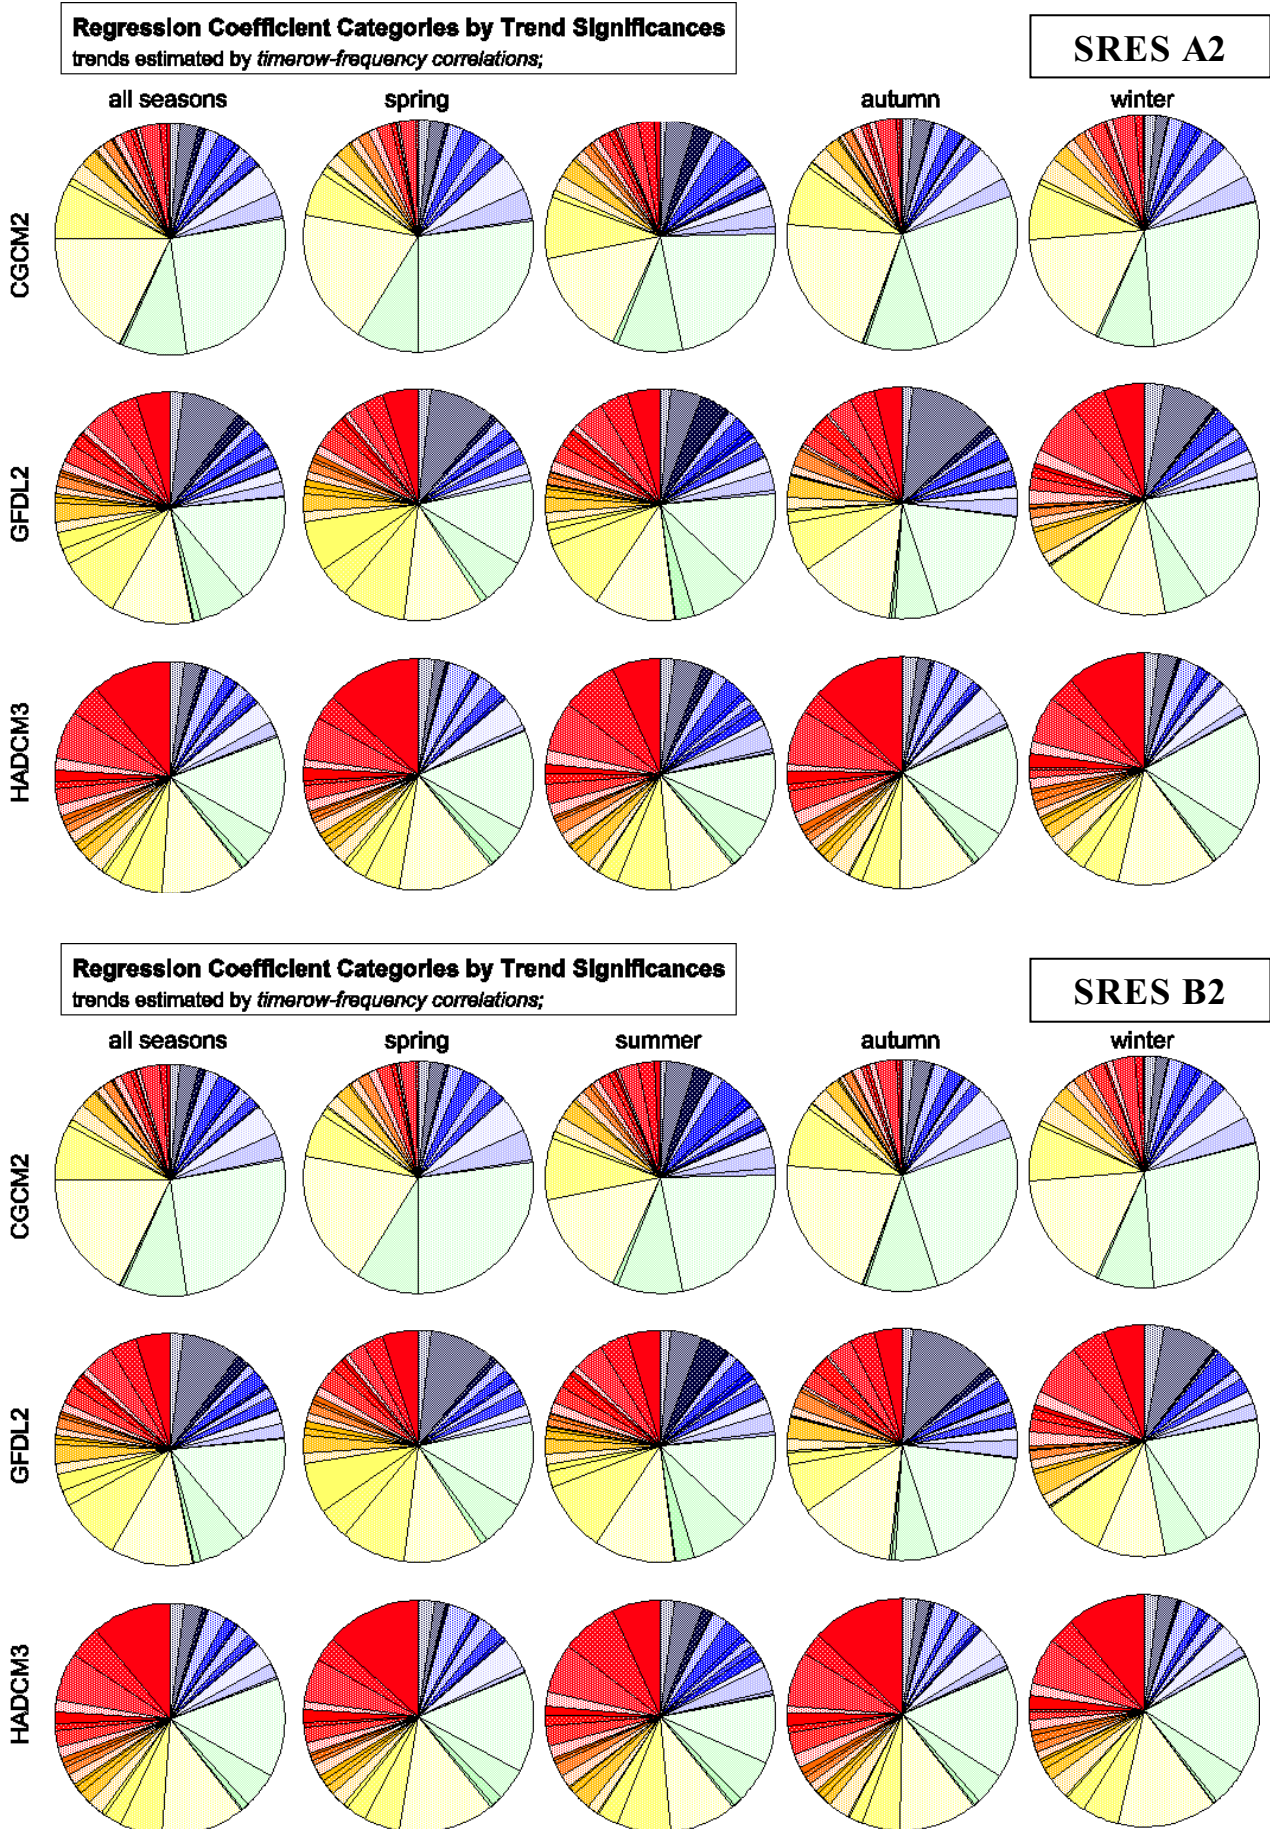 Regression Coefficient Categories by Trend Significances
trends estimated by timerow-frequency correlations;
SRES A2
all seasons spring autumn winter
CGCM2
GFDL2
HADCM3
Regression Coefficient Categories by Trend Significances
trends estimated by timerow-frequency correlations;
SRES B2
all seasons spring summer autumn winter
CGCM2
GFDL2
HADCM3